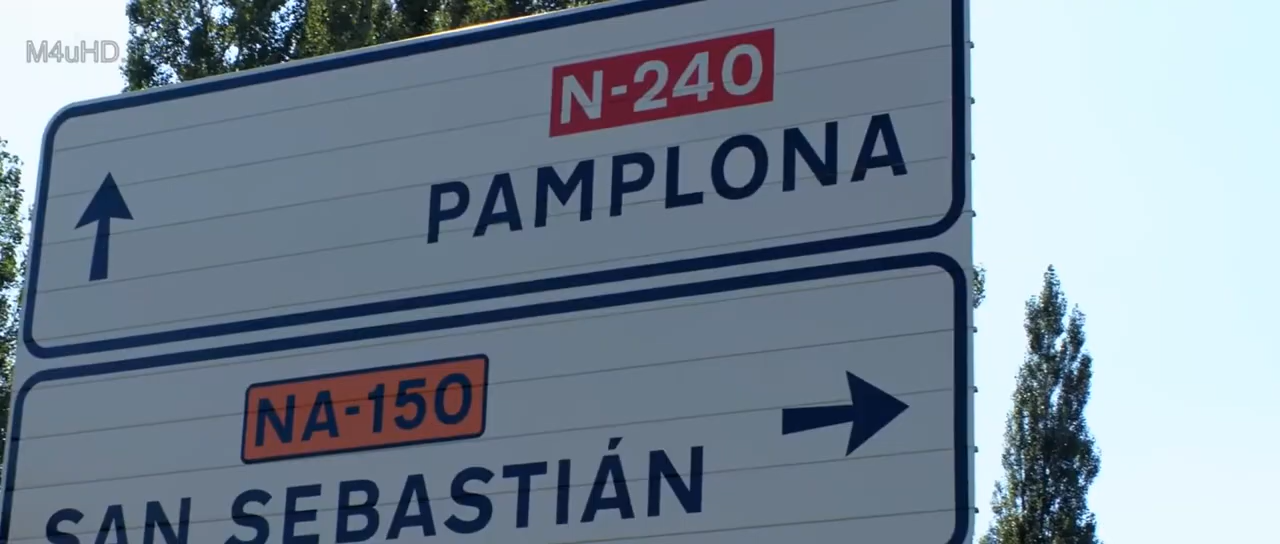 M4uHD.
N-240
PAMPLONA
NA-150
SAN SEBASTIÁN